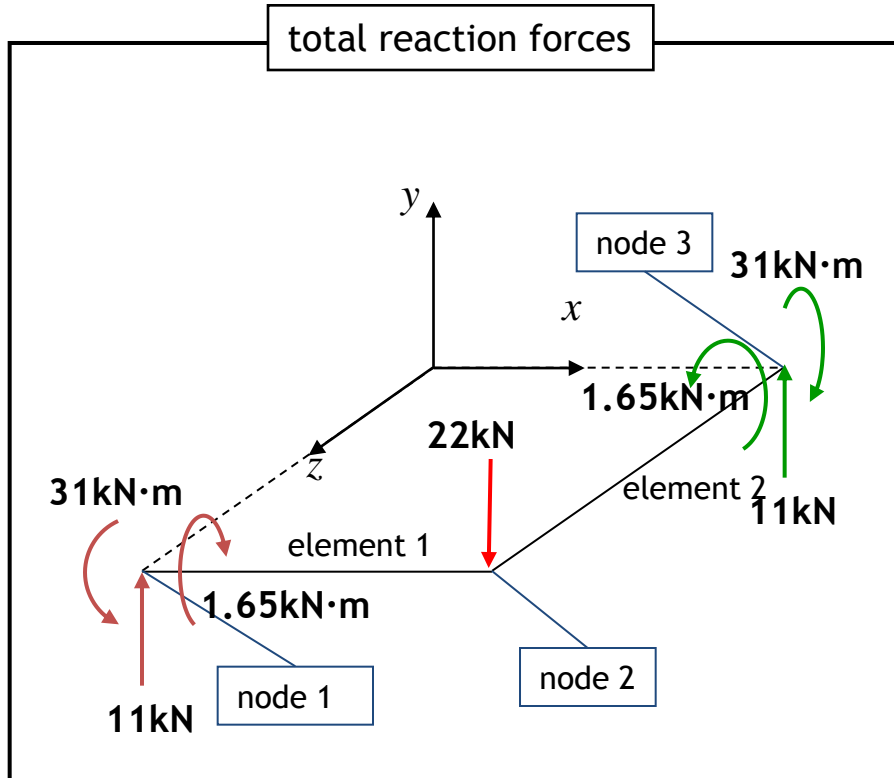 total reaction forces
y
node 3
31kN·m
x
1.65kN·m
22kN
z
31kN·m
element 2
11kN
element 1
1.65kN·m
node 2
node 1
11kN